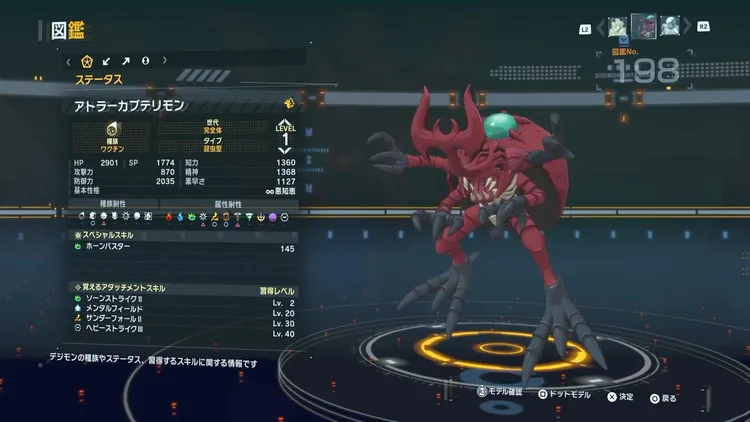 図鑑
L2
R2
図鑑No.
198
ステータス
アトラーカブテリモン
種族
ワクチン
世代
完全体
タイプ
昆虫型
LEVEL
1
HP 2901 SP 1774 知力 1360
攻撃力 870 精神 1368
防御力 2035 素早さ 1127
基本性格 悪知恵
種族耐性 属性耐性
スペシャルスキル
ホーンバスター 145
覚えるアタッチメントスキル 習得レベル
ソーンストライクⅡ Lv. 2
メンタルフィールド Lv. 20
サンダーフォールⅡ Lv. 30
ヘビーストライクⅢ Lv. 40
デジモンの種族やステータス、習得するスキルに関する情報です
モデル確認 ドットモデル 決定 戻る